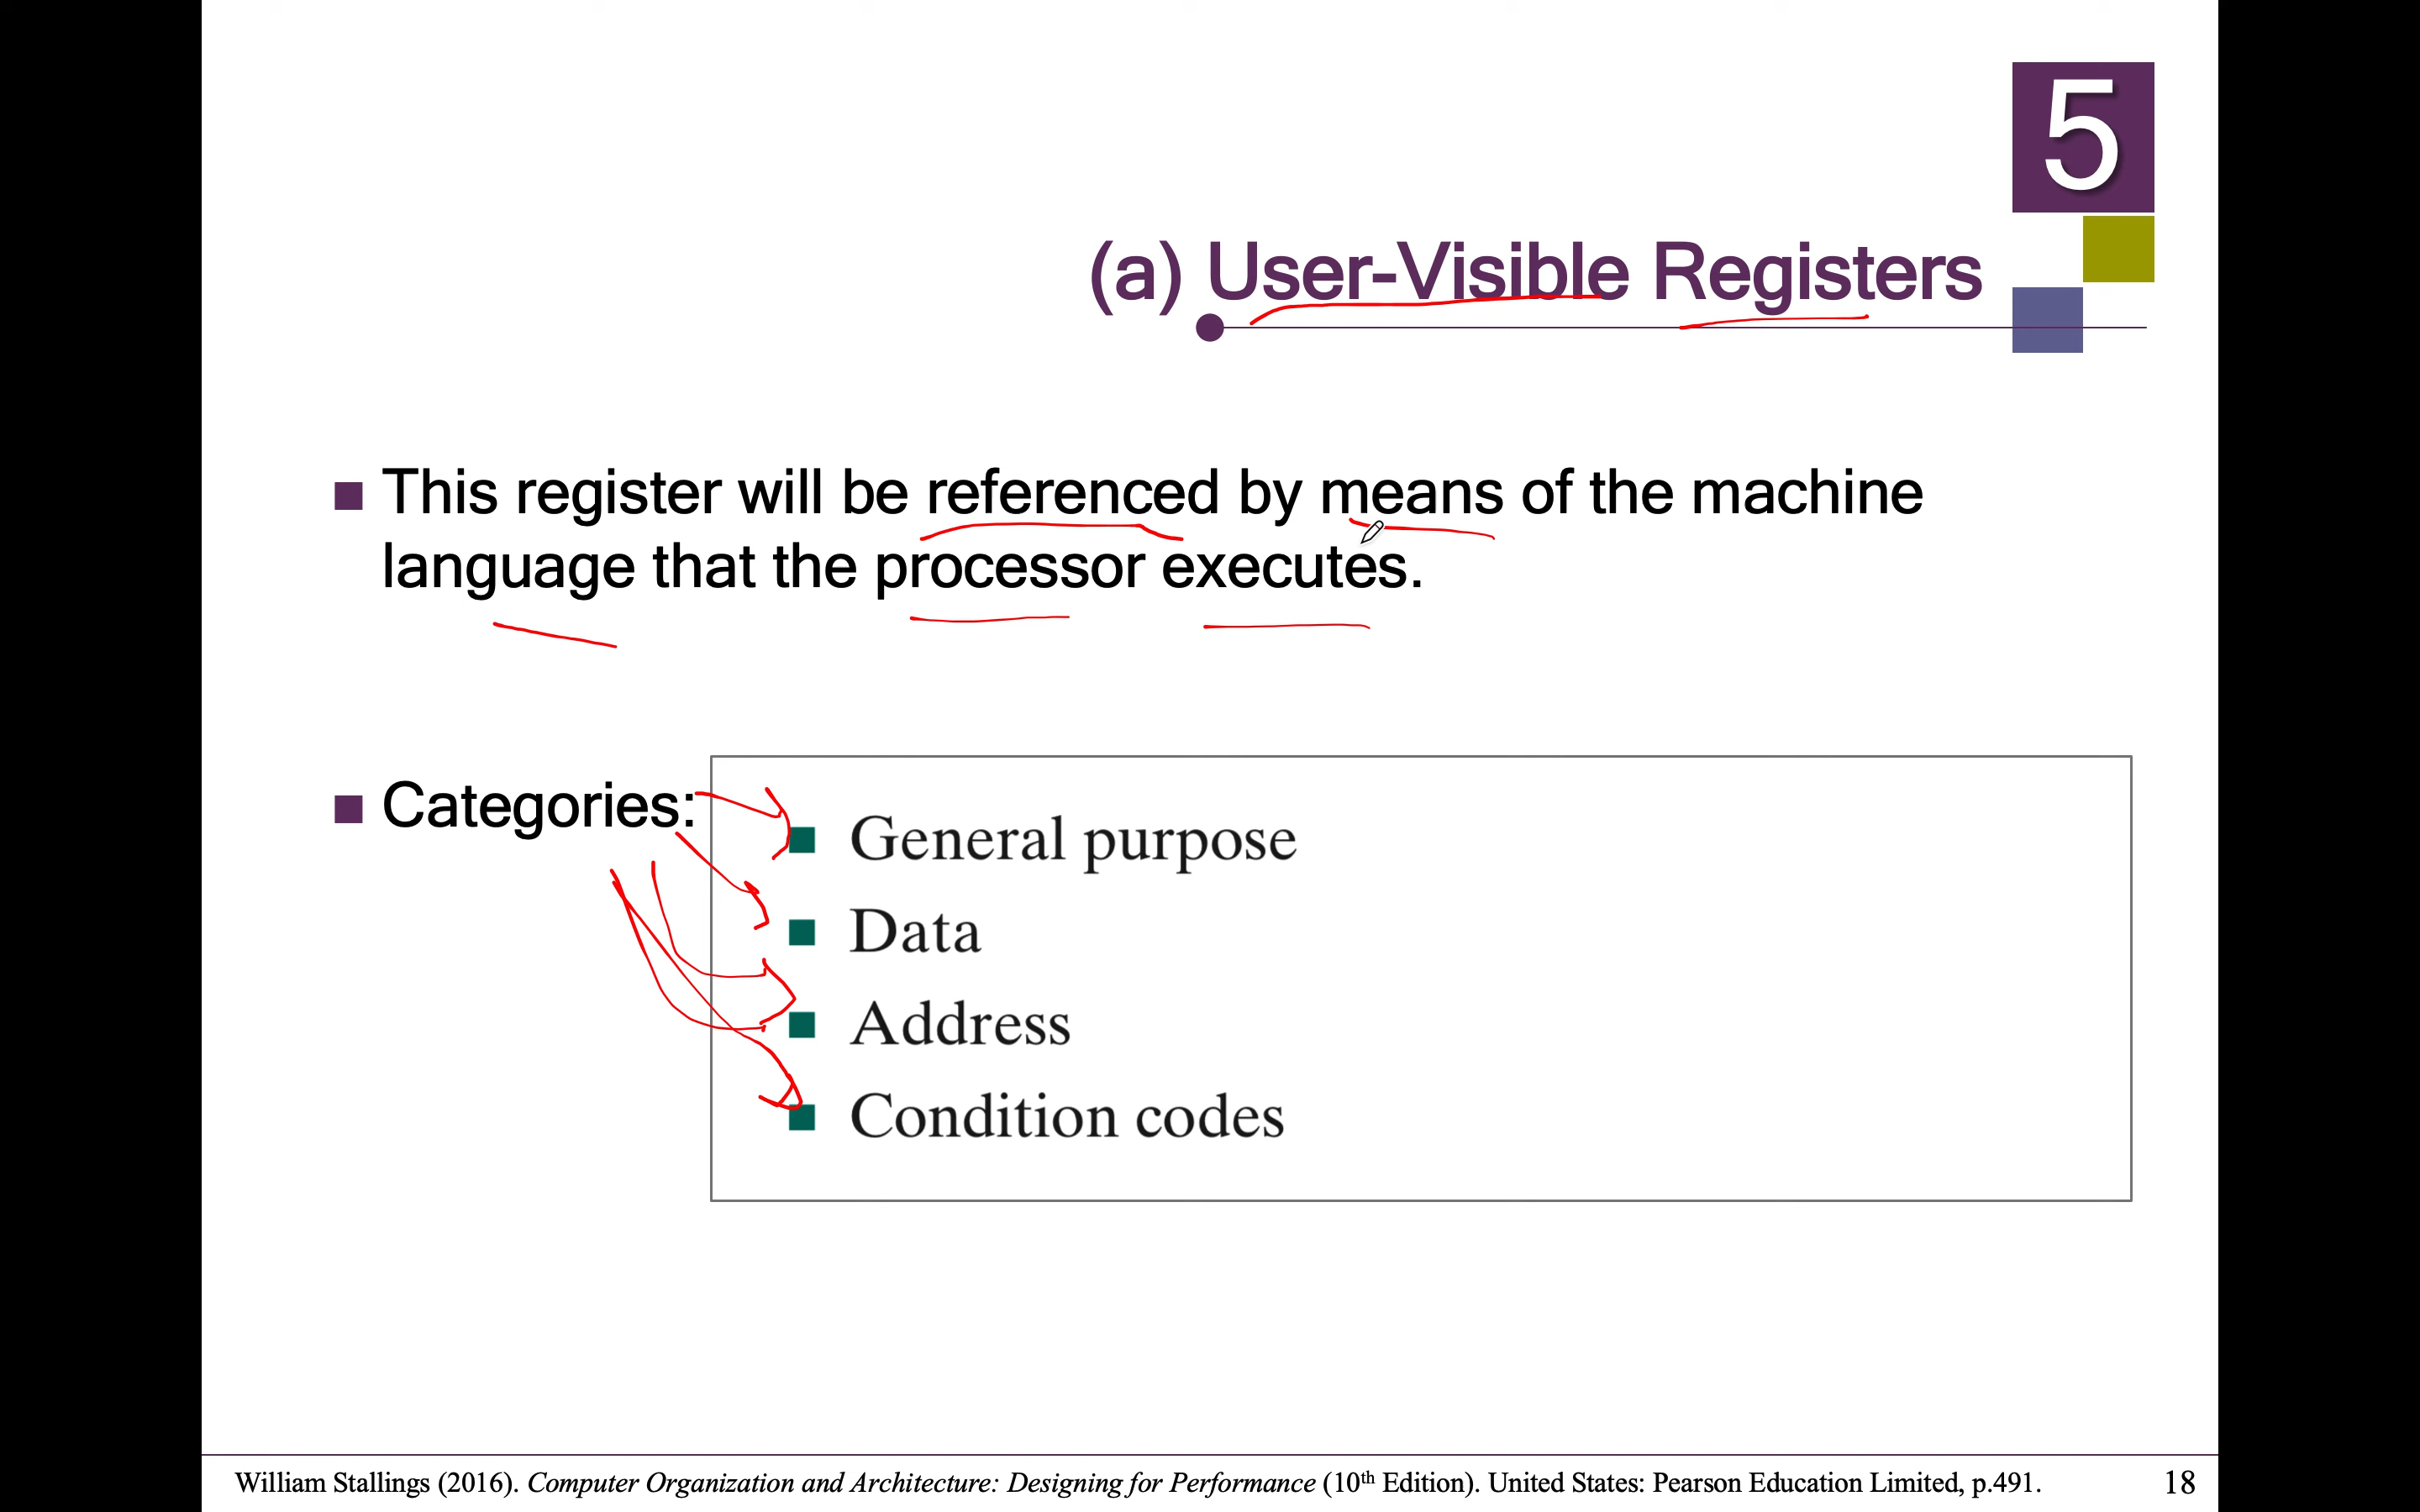 5
(a) User-Visible Registers
This register will be referenced by means of the machine
language that the processor executes.
Categories:
General purpose
Data
Address
Condition codes
William Stallings (2016). Computer Organization and Architecture: Designing for Performance (10th Edition). United States: Pearson Education Limited, p.491.
18